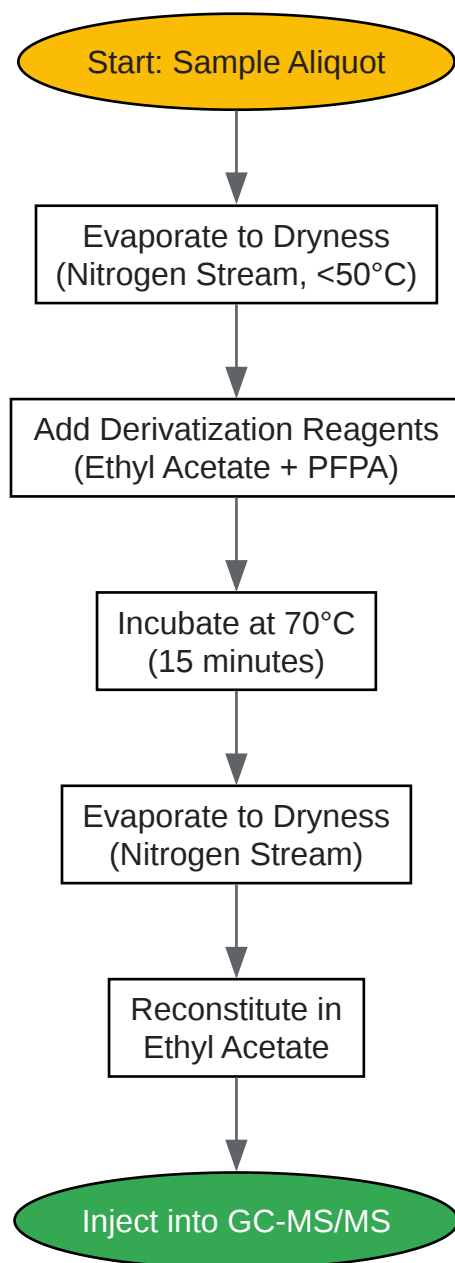 Start: Sample Aliquot
Evaporate to Dryness
(Nitrogen Stream, <50°C)
Add Derivatization Reagents
(Ethyl Acetate + PFPA)
Incubate at 70°C
(15 minutes)
Evaporate to Dryness
(Nitrogen Stream)
Reconstitute in
Ethyl Acetate
Inject into GC-MS/MS